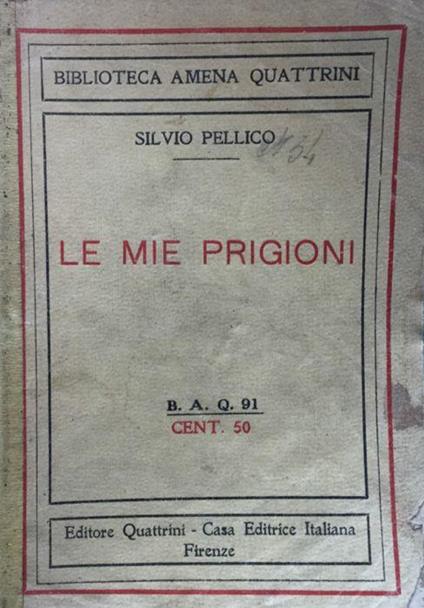 BIBLIOTECA AMENA QUATTRINI
SILVIO PELLICO
LE MIE PRIGIONI
B. A. Q. 91
CENT. 50
Editore Quattrini - Casa Editrice Italiana
Firenze